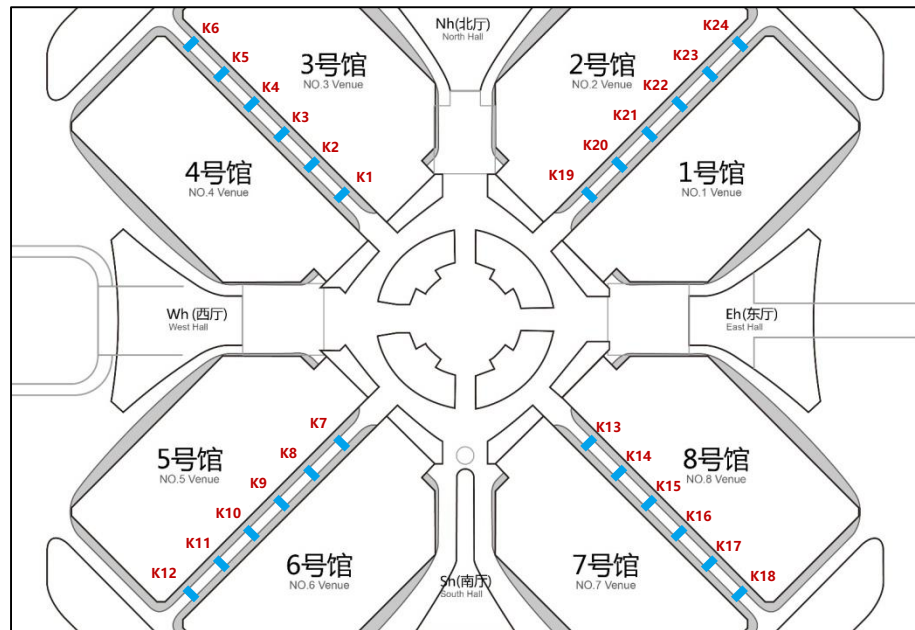 Nh(北厅)
North Hall
K6
K5
K4
K3
K2
K1
3号馆
NO.3 Venue
2号馆
NO.2 Venue
K24
K23
K22
K21
K20
K19
4号馆
NO.4 Venue
1号馆
NO.1 Venue
Wh (西厅)
West Hall
Eh(东厅)
East Hall
5号馆
NO.5 Venue
K7
K8
K9
K10
K11
K12
K13
K14
K15
K16
K17
K18
8号馆
NO.8 Venue
6号馆
NO.6 Venue
7号馆
NO.7 Venue
Sh(南厅)
South Hall